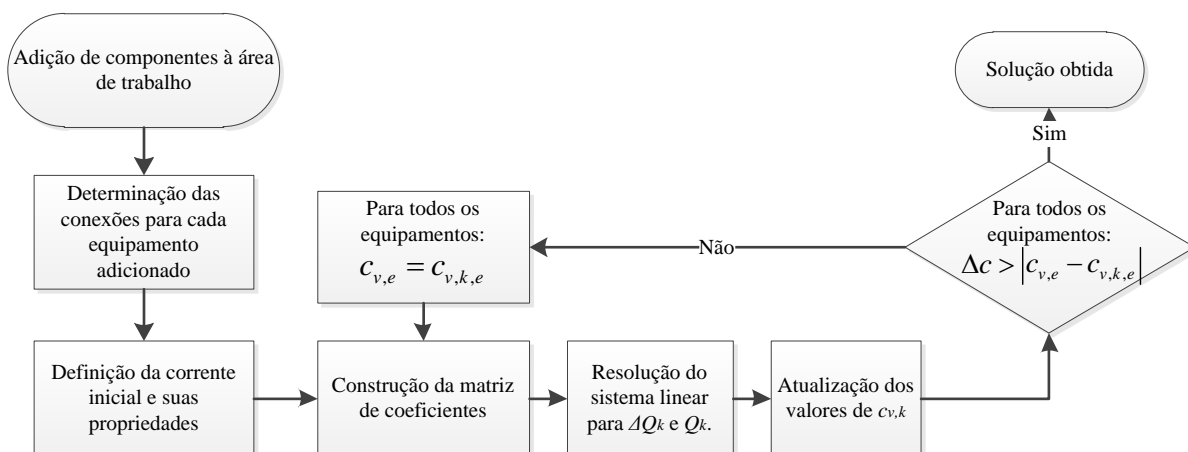 Adição de componentes à área
de trabalho
Determinação das
conexões para cada
equipamento
adicionado
Definição da corrente
inicial e suas
propriedades
Para todos os
equipamentos:
c_{v,e} = c_{v,k,e}
Construção da matriz
de coeficientes
Resolução do
sistema linear
para ΔQk e Qk.
Atualização dos
valores de c_{v,k}
Para todos os
equipamentos:
Δc > |c_{v,e} − c_{v,k,e}|
Não
Sim
Solução obtida